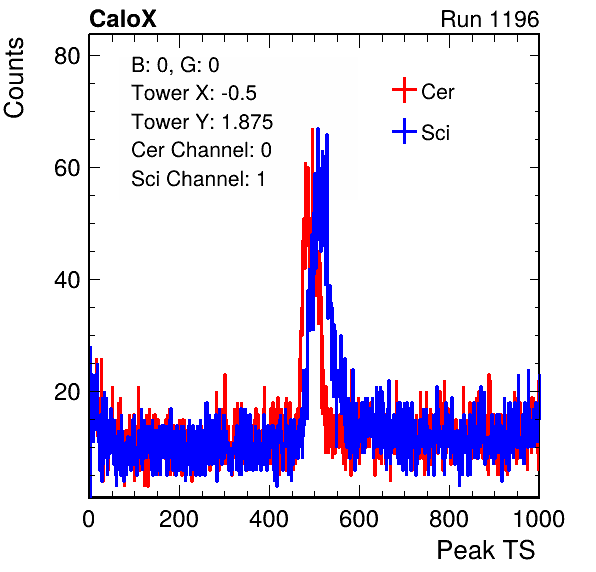 CaloX Run 1196
Counts
80
60
40
20
B: 0, G: 0
Tower X: -0.5
Tower Y: 1.875
Cer Channel: 0
Sci Channel: 1
Cer
Sci
0 200 400 600 800 1000
Peak TS